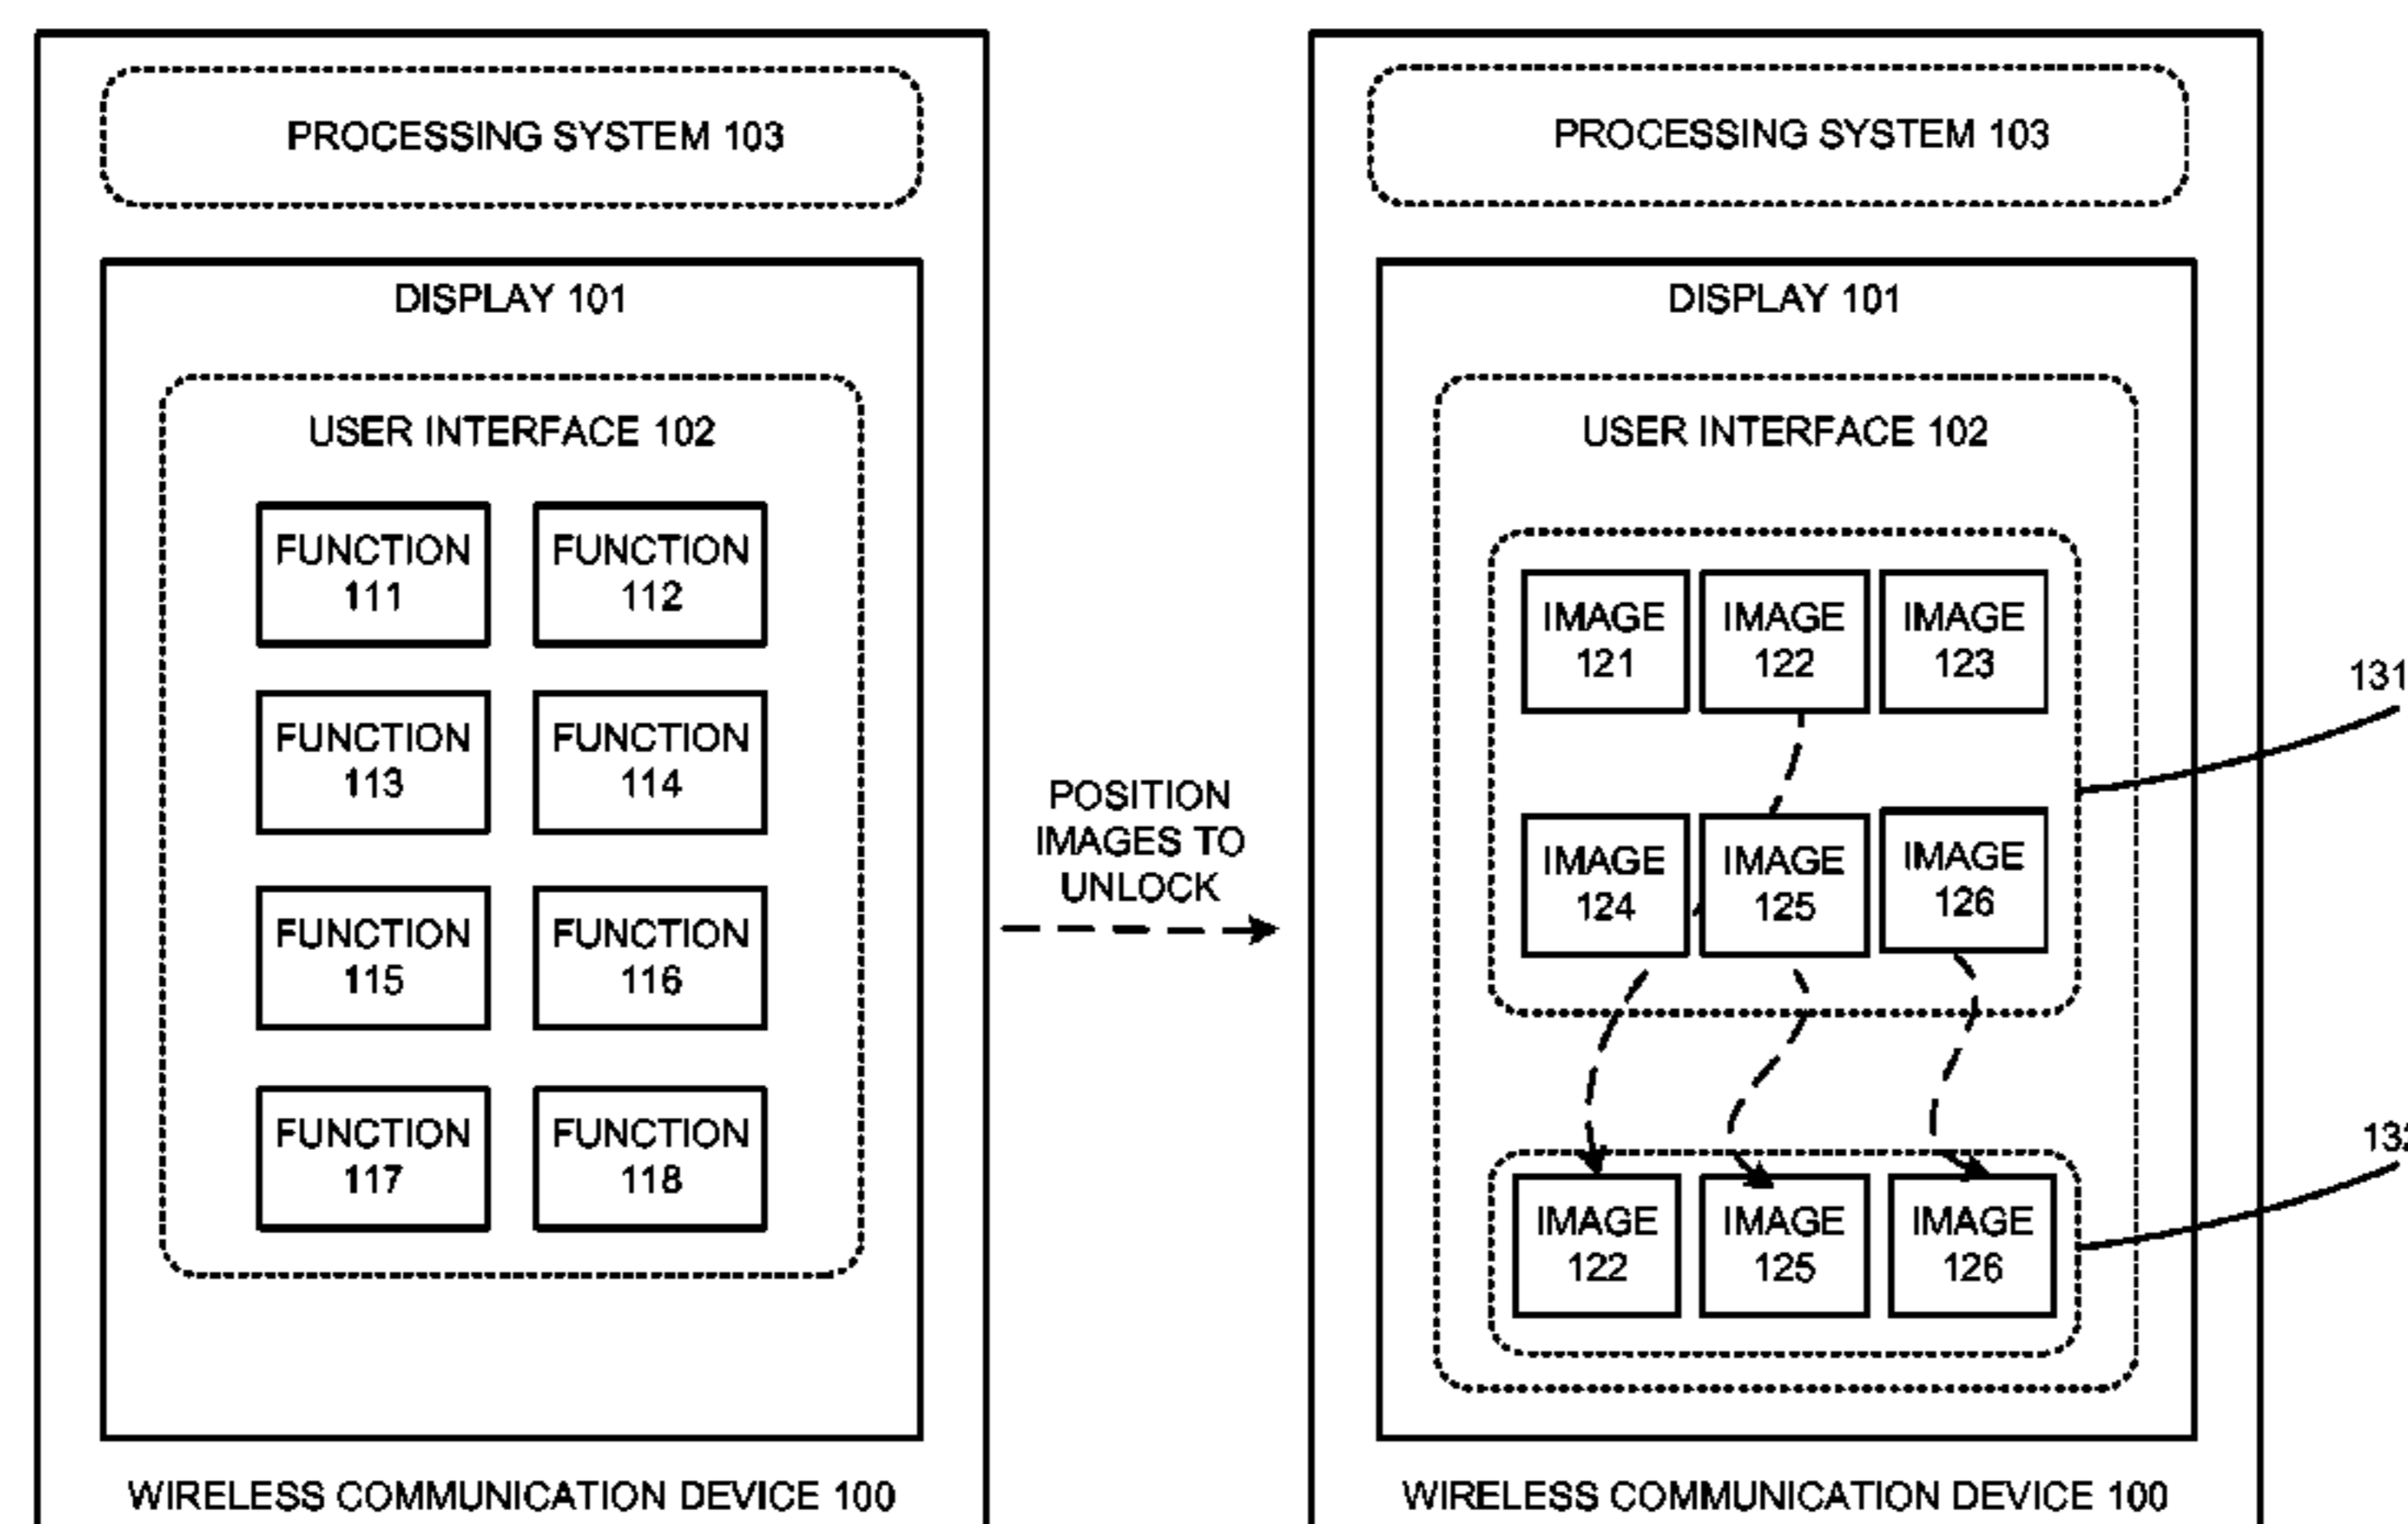 PROCESSING SYSTEM 103
DISPLAY 101
USER INTERFACE 102
FUNCTION
111
FUNCTION
112
FUNCTION
113
FUNCTION
114
FUNCTION
115
FUNCTION
116
FUNCTION
117
FUNCTION
118
WIRELESS COMMUNICATION DEVICE 100
POSITION
IMAGES TO
UNLOCK
PROCESSING SYSTEM 103
DISPLAY 101
USER INTERFACE 102
IMAGE
121
IMAGE
122
IMAGE
123
IMAGE
124
IMAGE
125
IMAGE
126
IMAGE
122
IMAGE
125
IMAGE
126
WIRELESS COMMUNICATION DEVICE 100
131
132